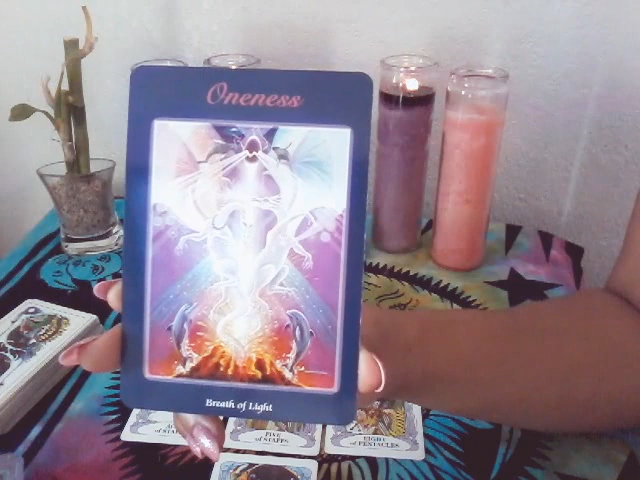 Oneness
Breath of Light
FIVE
of STAFFS
EIGHT
of PENTACLES